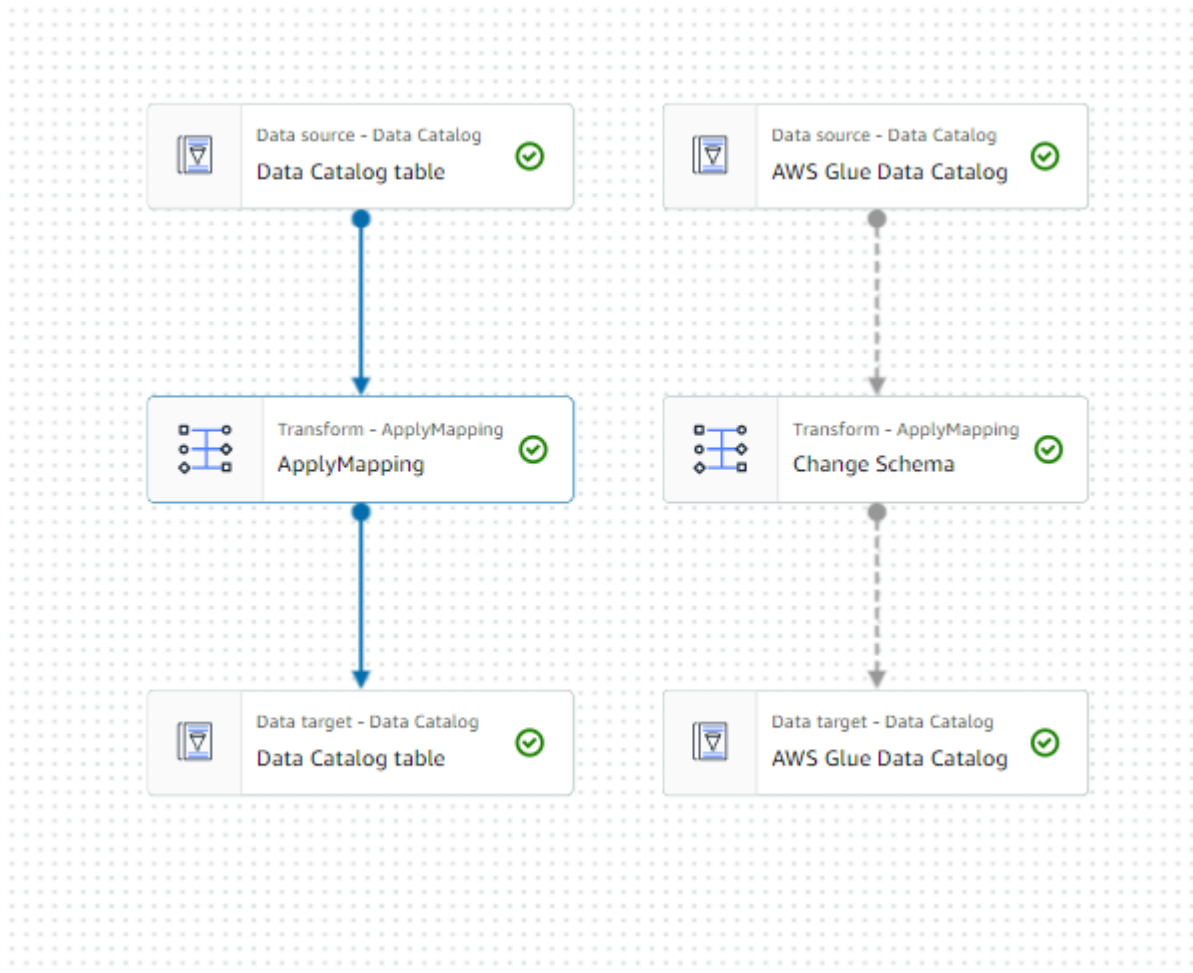 Data source - Data Catalog
Data Catalog table
Data source - Data Catalog
AWS Glue Data Catalog
Transform - ApplyMapping
ApplyMapping
Transform - ApplyMapping
Change Schema
Data target - Data Catalog
Data Catalog table
Data target - Data Catalog
AWS Glue Data Catalog